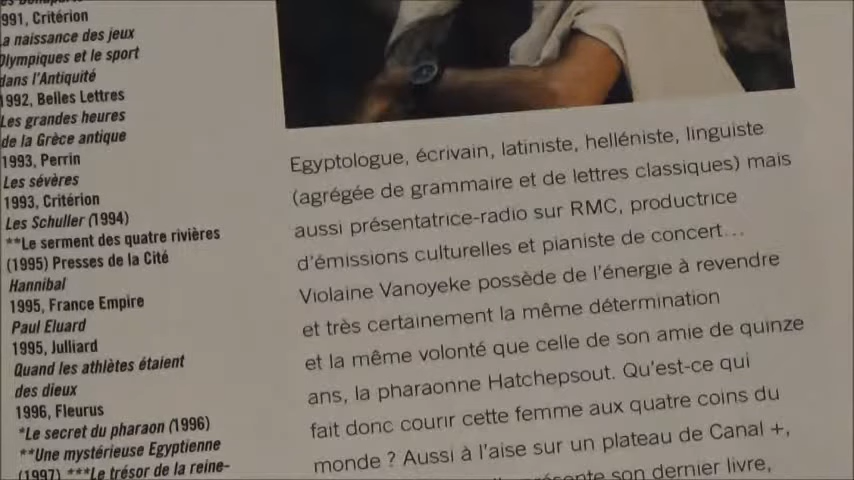 991, Critérion
La naissance des jeux
Olympiques et le sport
dans l'Antiquité
1992, Belles Lettres
Les grandes heures
de la Grèce antique
1993, Perrin
Les sévères
1993, Critérion
Les Schuller (1994)
**Le serment des quatre rivières
(1995) Presses de la Cité
Hannibal
1995, France Empire
Paul Eluard
1995, Julliard
Quand les athlètes étaient
des dieux
1996, Fleurus
*Le secret du pharaon (1996)
**Une mystérieuse Egyptienne
(1997) ***Le trésor de la reine-
Egyptologue, écrivain, latiniste, helléniste, linguiste
(agrégée de grammaire et de lettres classiques) mais
aussi présentatrice-radio sur RMC, productrice
d'émissions culturelles et pianiste de concert...
Violaine Vanoyeke possède de l'énergie à revendre
et très certainement la même détermination
et la même volonté que celle de son amie de quinze
ans, la pharaonne Hatchepsout. Qu'est-ce qui
fait donc courir cette femme aux quatre coins du
monde ? Aussi à l'aise sur un plateau de Canal +,
présente son dernier livre,